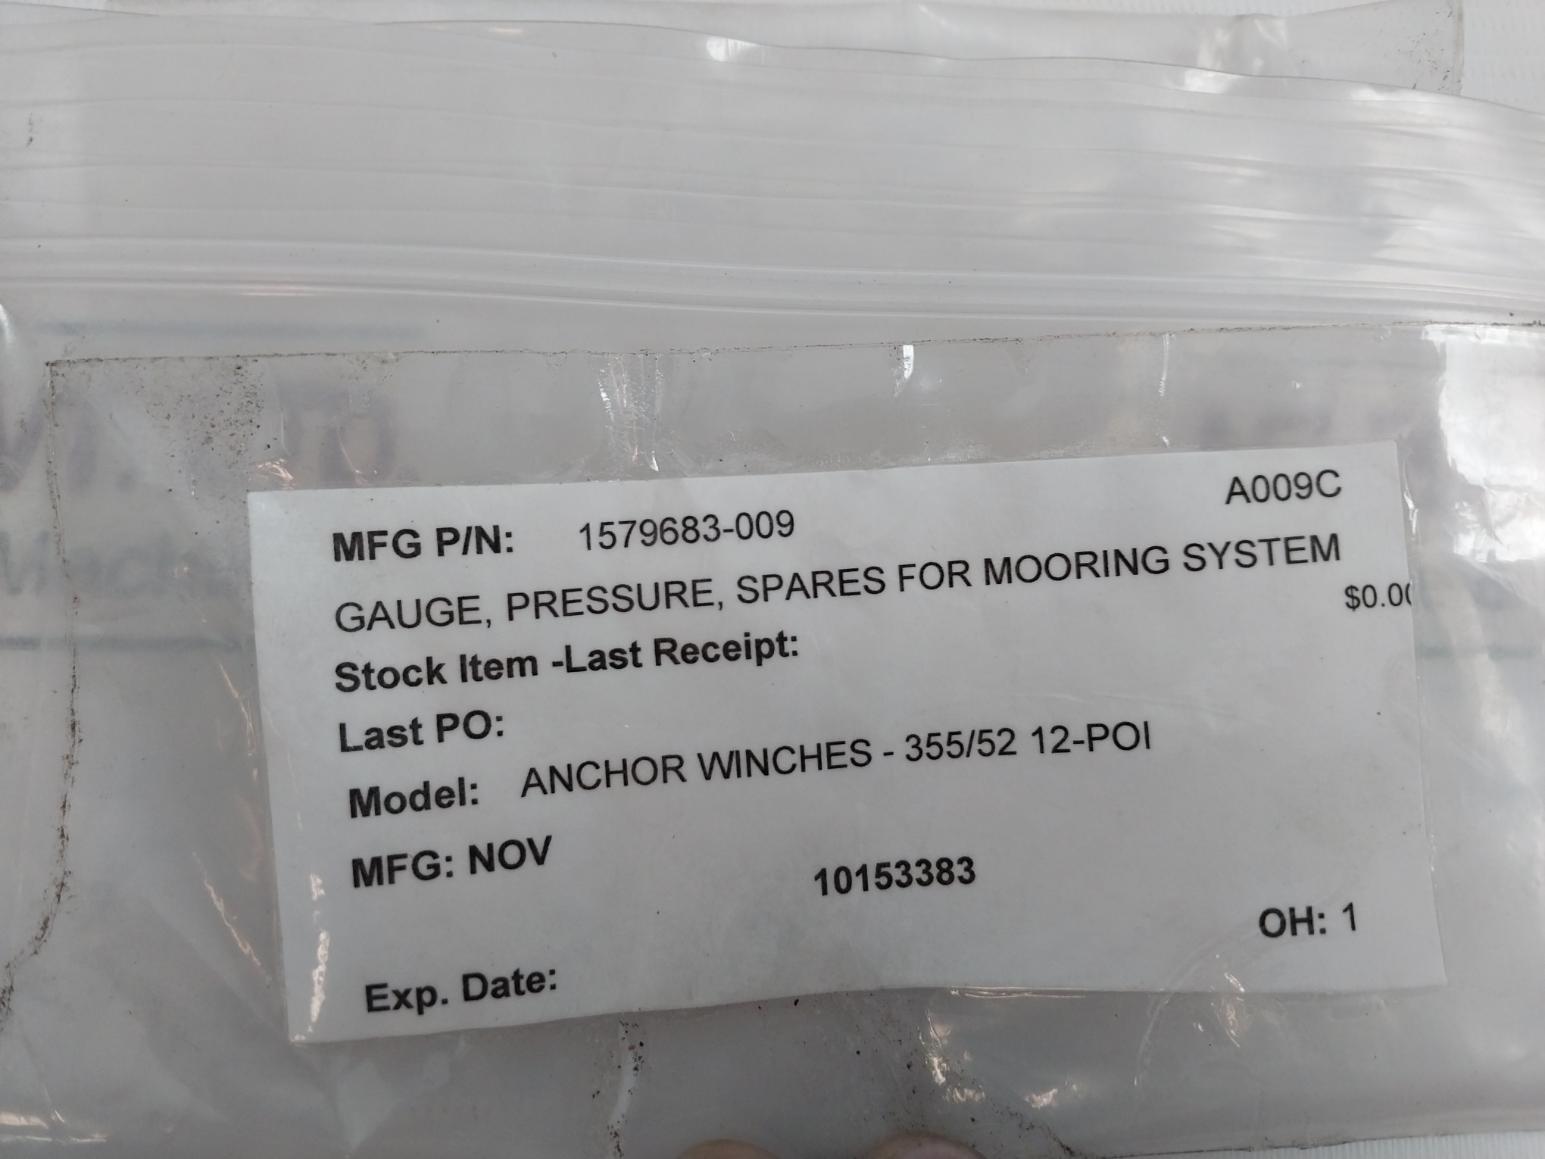 A009C
MFG P/N: 1579683-009
GAUGE, PRESSURE, SPARES FOR MOORING SYSTEM
$0.00
Stock Item -Last Receipt:
Last PO:
Model: ANCHOR WINCHES - 355/52 12-POI
MFG: NOV
10153383
OH: 1
Exp. Date: